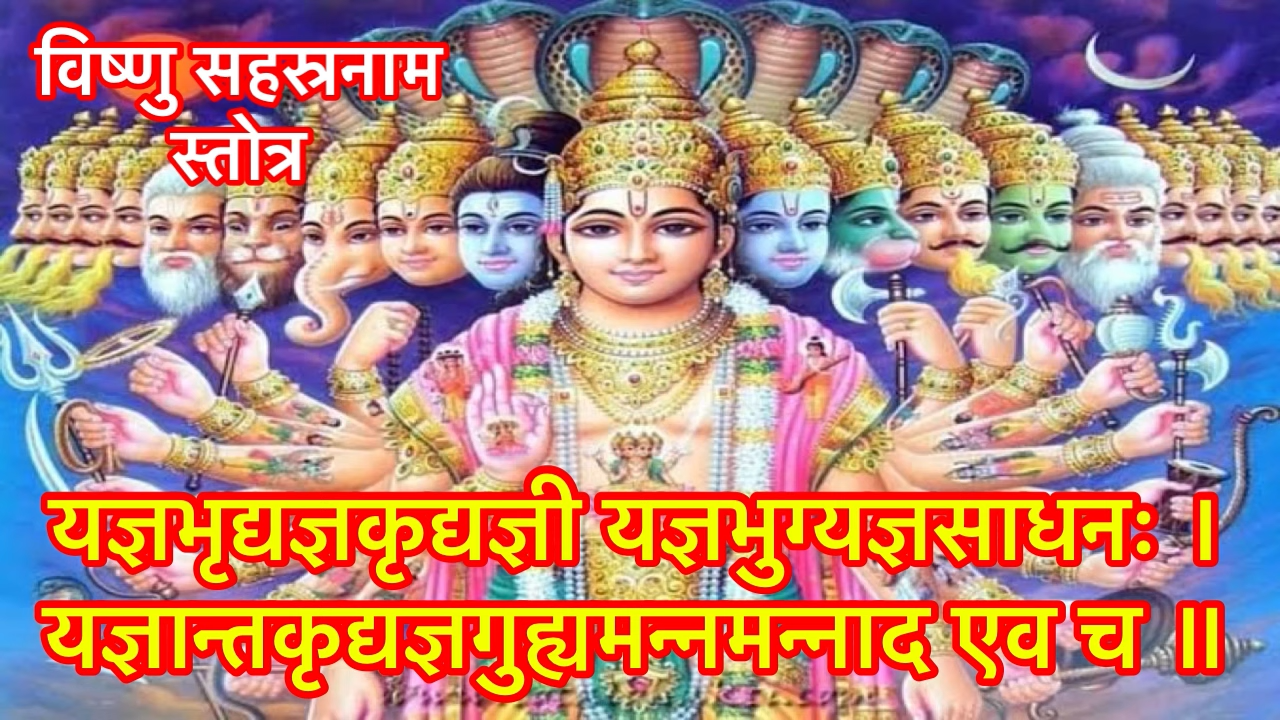 विष्णु सहस्रनाम
स्तोत्र
यज्ञभृद्यज्ञकृद्यज्ञी यज्ञभुग्यज्ञसाधनः ।
यज्ञान्तकृद्यज्ञगुह्यमन्नमन्नाद एव च ॥